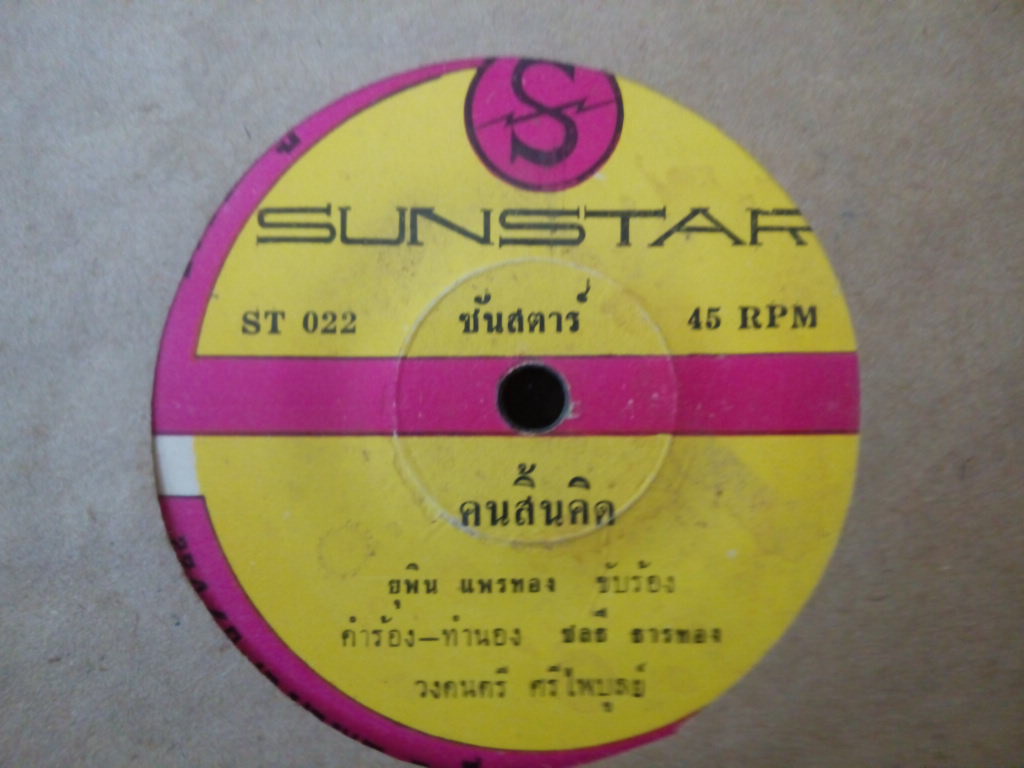 S
SUNSTAR
ST 022 ซันสตาร์ 45 RPM
คนสิ้นคิด
ยุพิน แพรทอง ขับร้อง
คำร้อง–ทำนอง ชลธี ธารทอง
วงดนตรี ศรีไพบูลย์